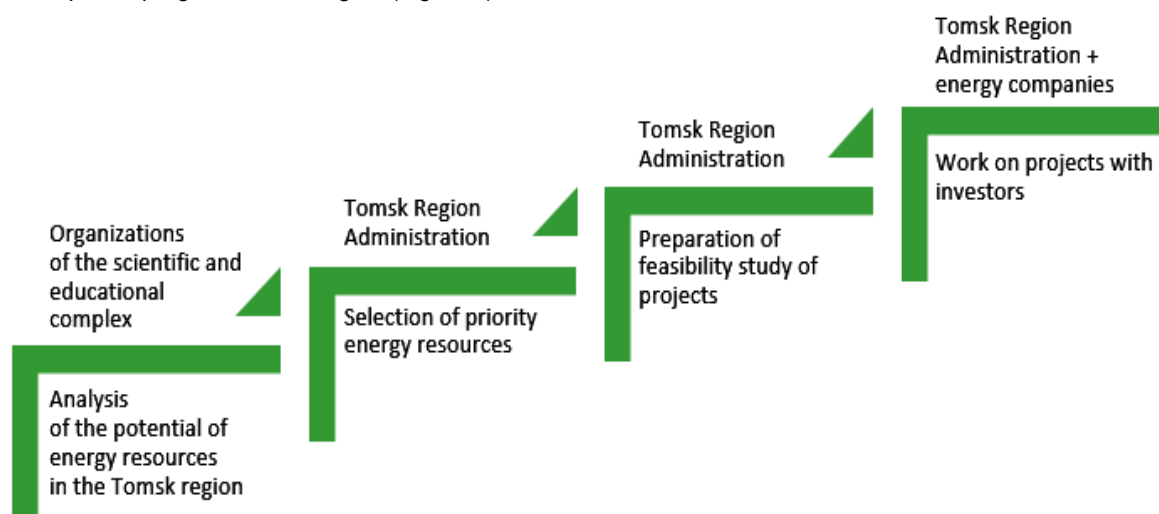 Organizations
of the scientific and
educational
complex
Analysis
of the potential of
energy resources
in the Tomsk region
Tomsk Region
Administration
Selection of priority
energy resources
Tomsk Region
Administration
Preparation of
feasibility study of
projects
Tomsk Region
Administration +
energy companies
Work on projects with
investors